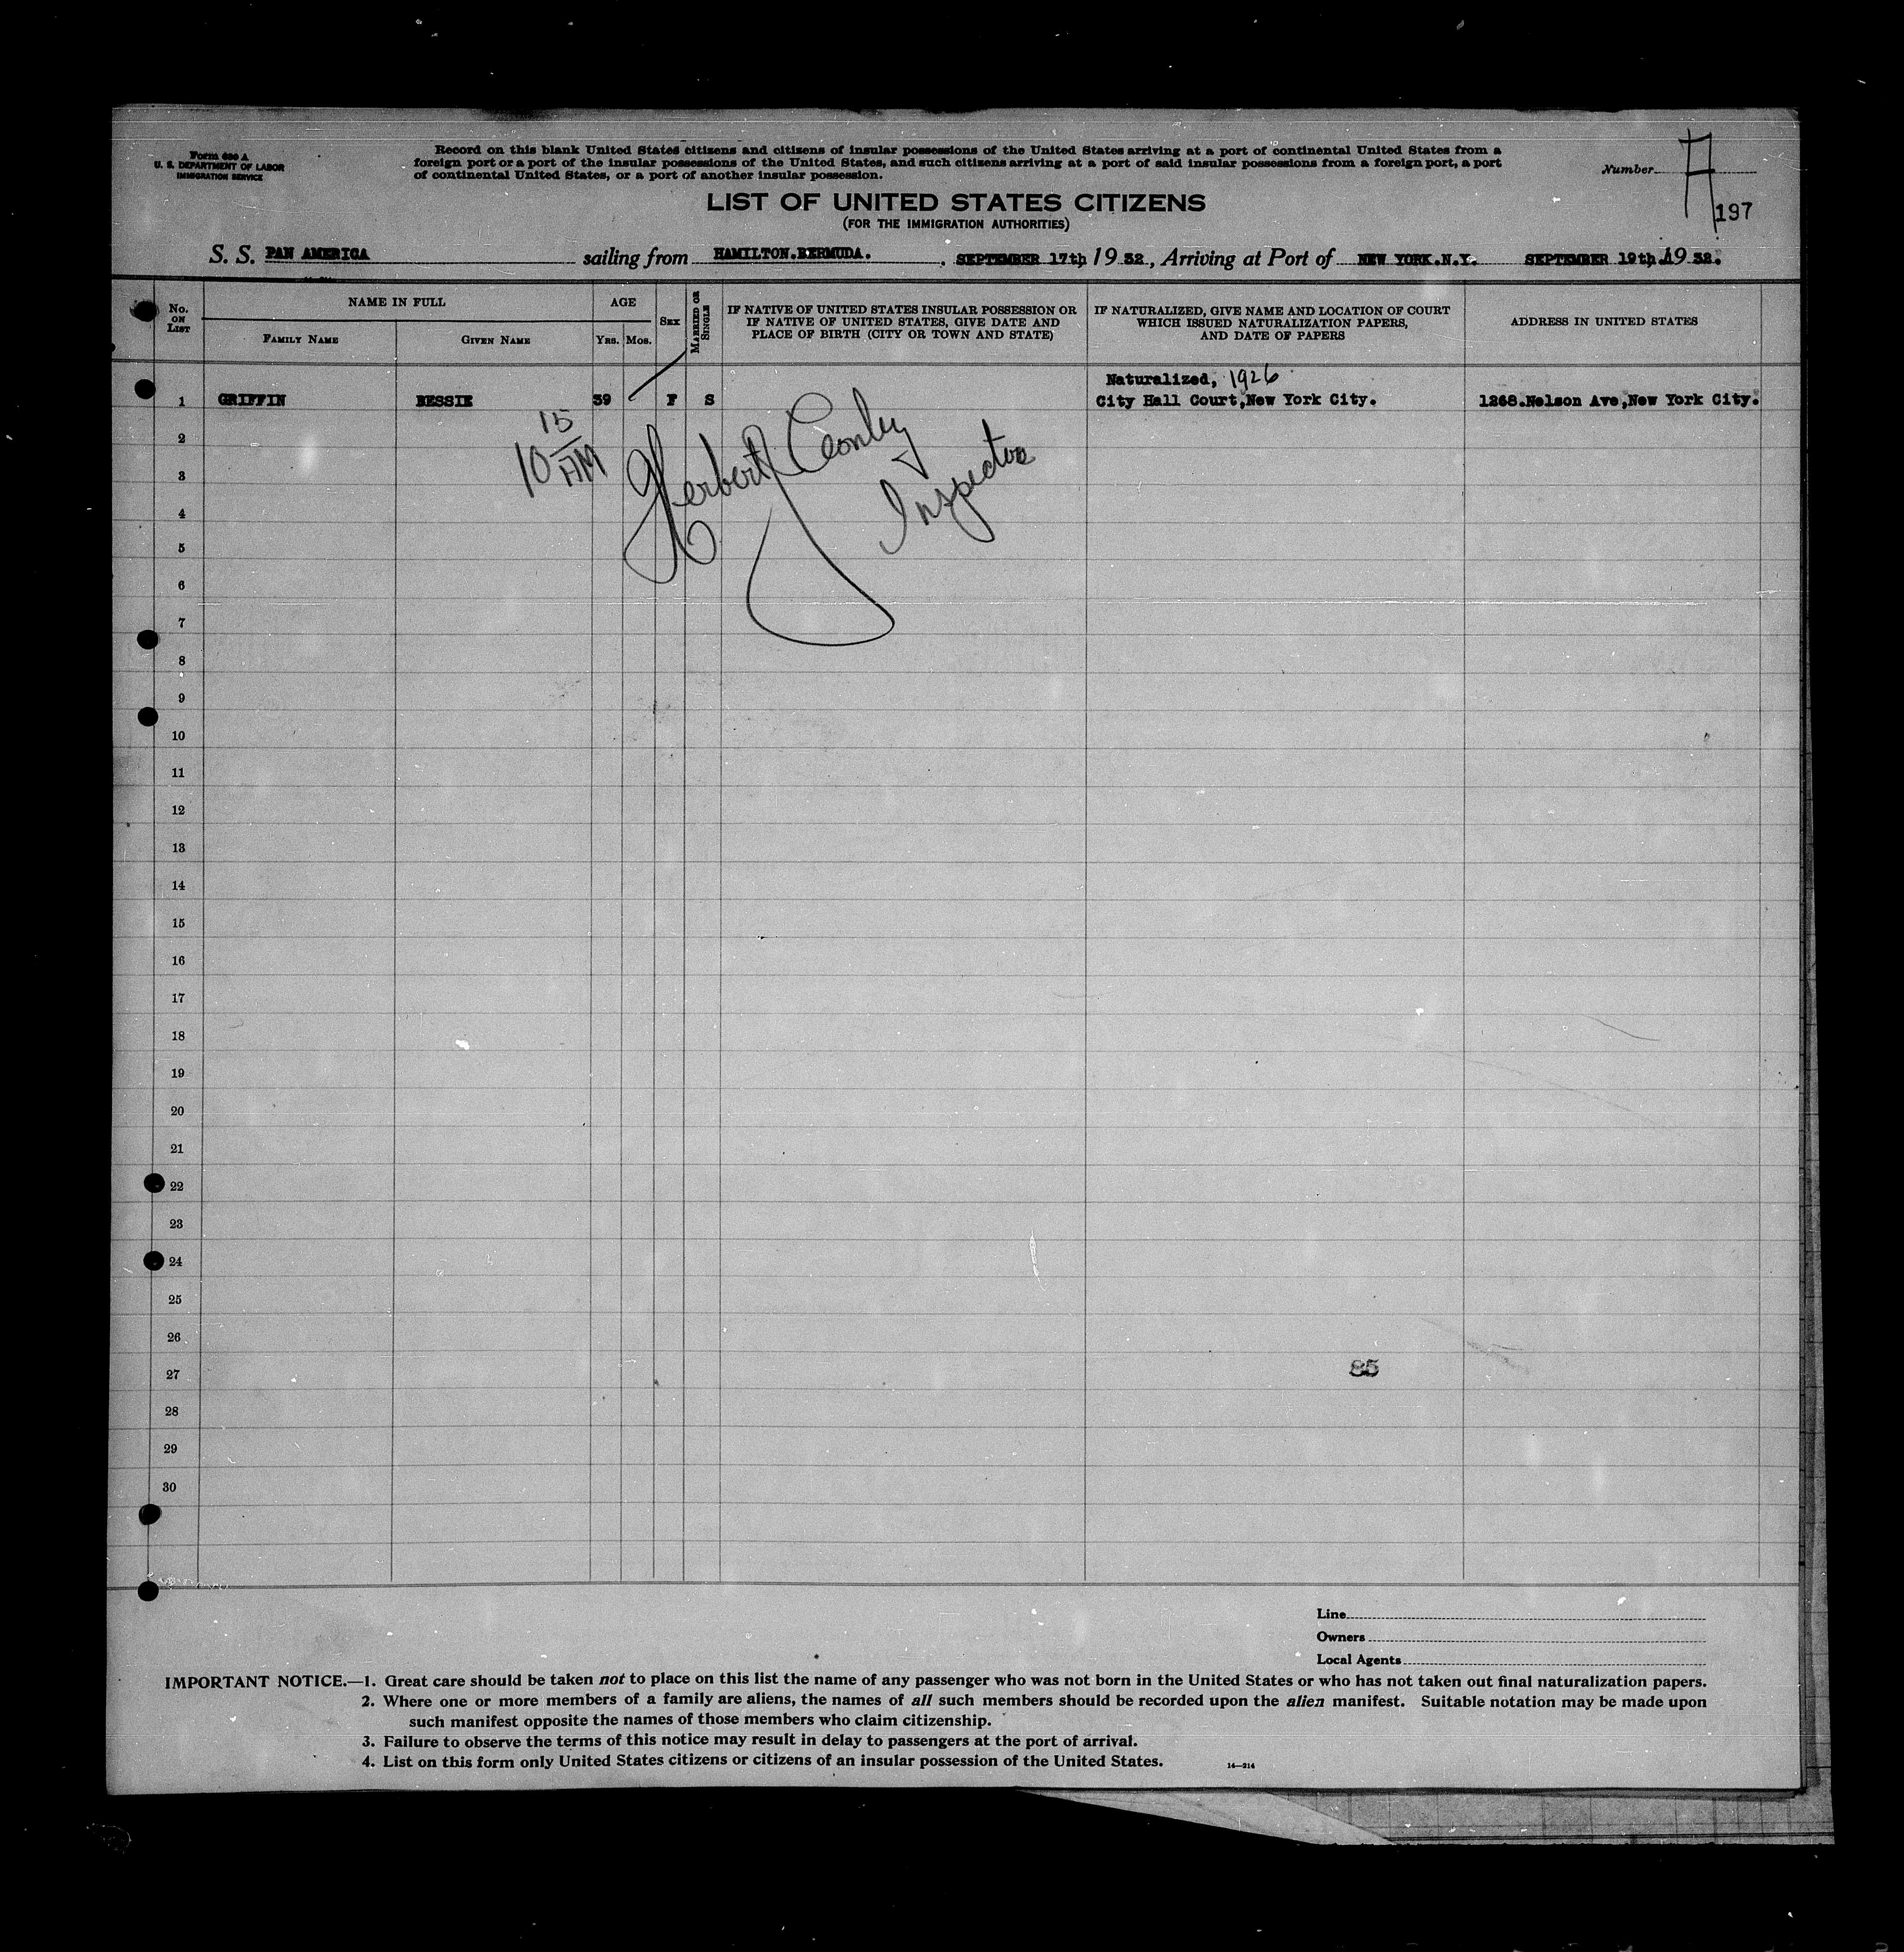 Form 630 A
U. S. DEPARTMENT OF LABOR
IMMIGRATION SERVICE
Record on this blank United States citizens and citizens of insular possessions of the United States arriving at a port of continental United States from a
foreign port or a port of the insular possessions of the United States, and such citizens arriving at a port of said insular possessions from a foreign port, a port
of continental United States, or a port of another insular possession.
Number
197
LIST OF UNITED STATES CITIZENS
(FOR THE IMMIGRATION AUTHORITIES)
S. S. PAN AMERICA sailing from HAMILTON.BERMUDA. , SEPTEMBER 17th 19 32, Arriving at Port of NEW YORK.N.Y. SEPTEMBER 19th, 19 32.
No. ON LIST
NAME IN FULL
FAMILY NAME
GIVEN NAME
AGE
YRS. MOS.
SEX
MARRIED OR SINGLE
IF NATIVE OF UNITED STATES INSULAR POSSESSION OR
IF NATIVE OF UNITED STATES, GIVE DATE AND
PLACE OF BIRTH (CITY OR TOWN AND STATE)
IF NATURALIZED, GIVE NAME AND LOCATION OF COURT
WHICH ISSUED NATURALIZATION PAPERS,
AND DATE OF PAPERS
ADDRESS IN UNITED STATES
Naturalized, 1926
1 GRIFFIN BESSIE 39 F S City Hall Court,New York City. 1268.Nelson Ave,New York City.
10 15 AM
Herbert
Inspector
2
3
4
5
6
7
8
9
10
11
12
13
14
15
16
17
18
19
20
21
22
23
24
25
26
27
85
28
29
30
Line
Owners
Local Agents
IMPORTANT NOTICE.—1. Great care should be taken not to place on this list the name of any passenger who was not born in the United States or who has not taken out final naturalization papers.
2. Where one or more members of a family are aliens, the names of all such members should be recorded upon the alien manifest. Suitable notation may be made upon
such manifest opposite the names of those members who claim citizenship.
3. Failure to observe the terms of this notice may result in delay to passengers at the port of arrival.
4. List on this form only United States citizens or citizens of an insular possession of the United States.
14—214